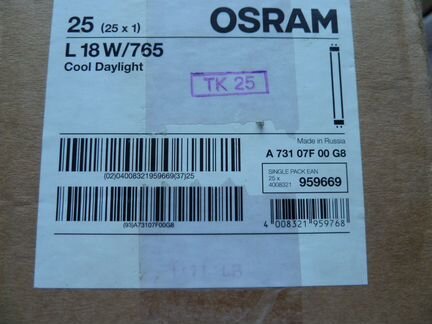 25 (25 x 1)
OSRAM
L 18 W/765
Cool Daylight
TK 25
Made in Russia
A 731 07F 00 G8
(02)04008321959669(37)25
SINGLE PACK EAN
25 x
4008321 959669
(93)A73107F00G8
4 008321 959768